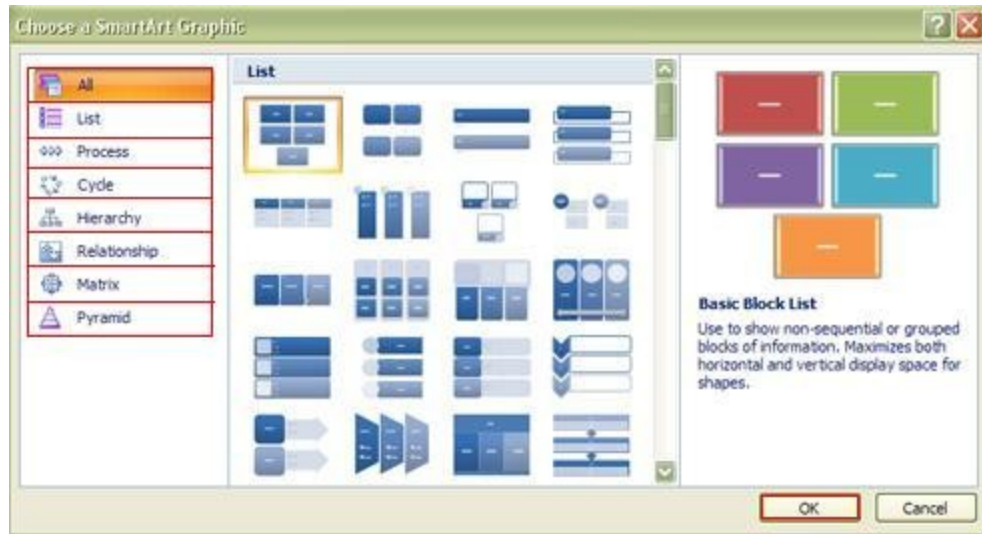 Choose a SmartArt Graphic
All
List
Process
Cycle
Hierarchy
Relationship
Matrix
Pyramid
List
Basic Block List
Use to show non-sequential or grouped
blocks of information. Maximizes both
horizontal and vertical display space for
shapes.
OK
Cancel